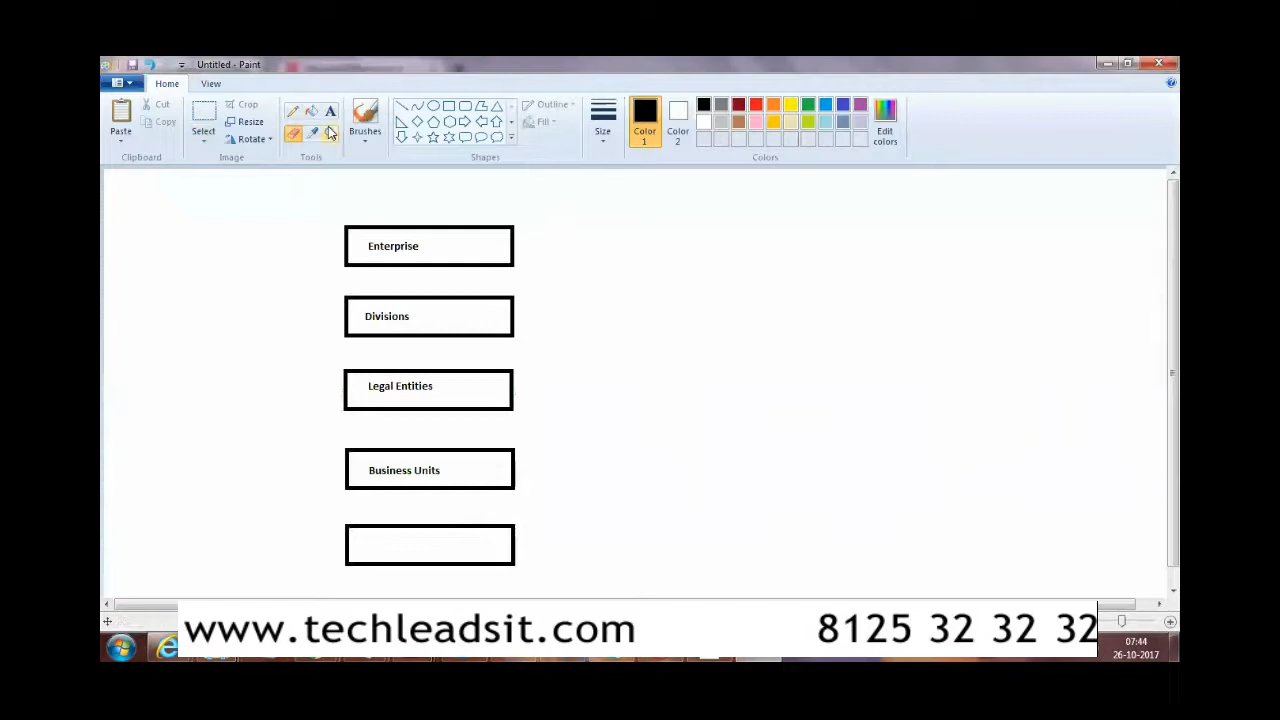 Untitled - Paint
Home View
Paste
Cut
Copy
Clipboard
Select
Crop
Resize
Rotate
Image
A
Tools
Brushes
Shapes
Outline
Fill
Size
Color 1
Color 2
Edit colors
Colors
Enterprise
Divisions
Legal Entities
Business Units
www.techleadsit.com 8125 32 32 32
07:44
26-10-2017